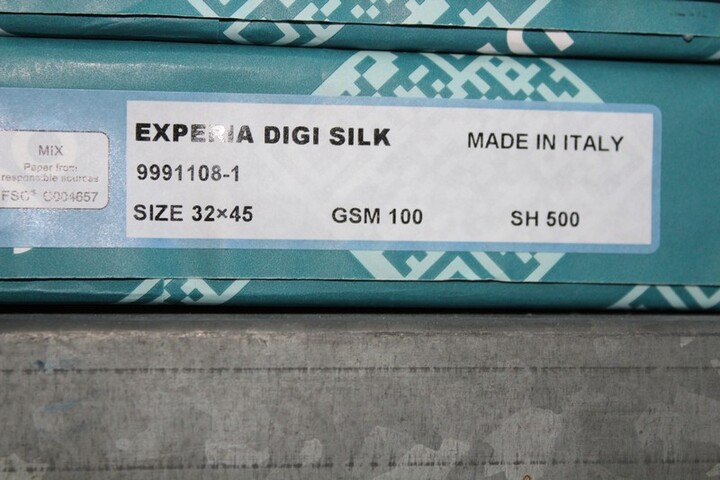 MIX
Paper from
responsible sources
FSC® C004657
EXPERIA DIGI SILK
MADE IN ITALY
9991108-1
SIZE 32×45
GSM 100
SH 500